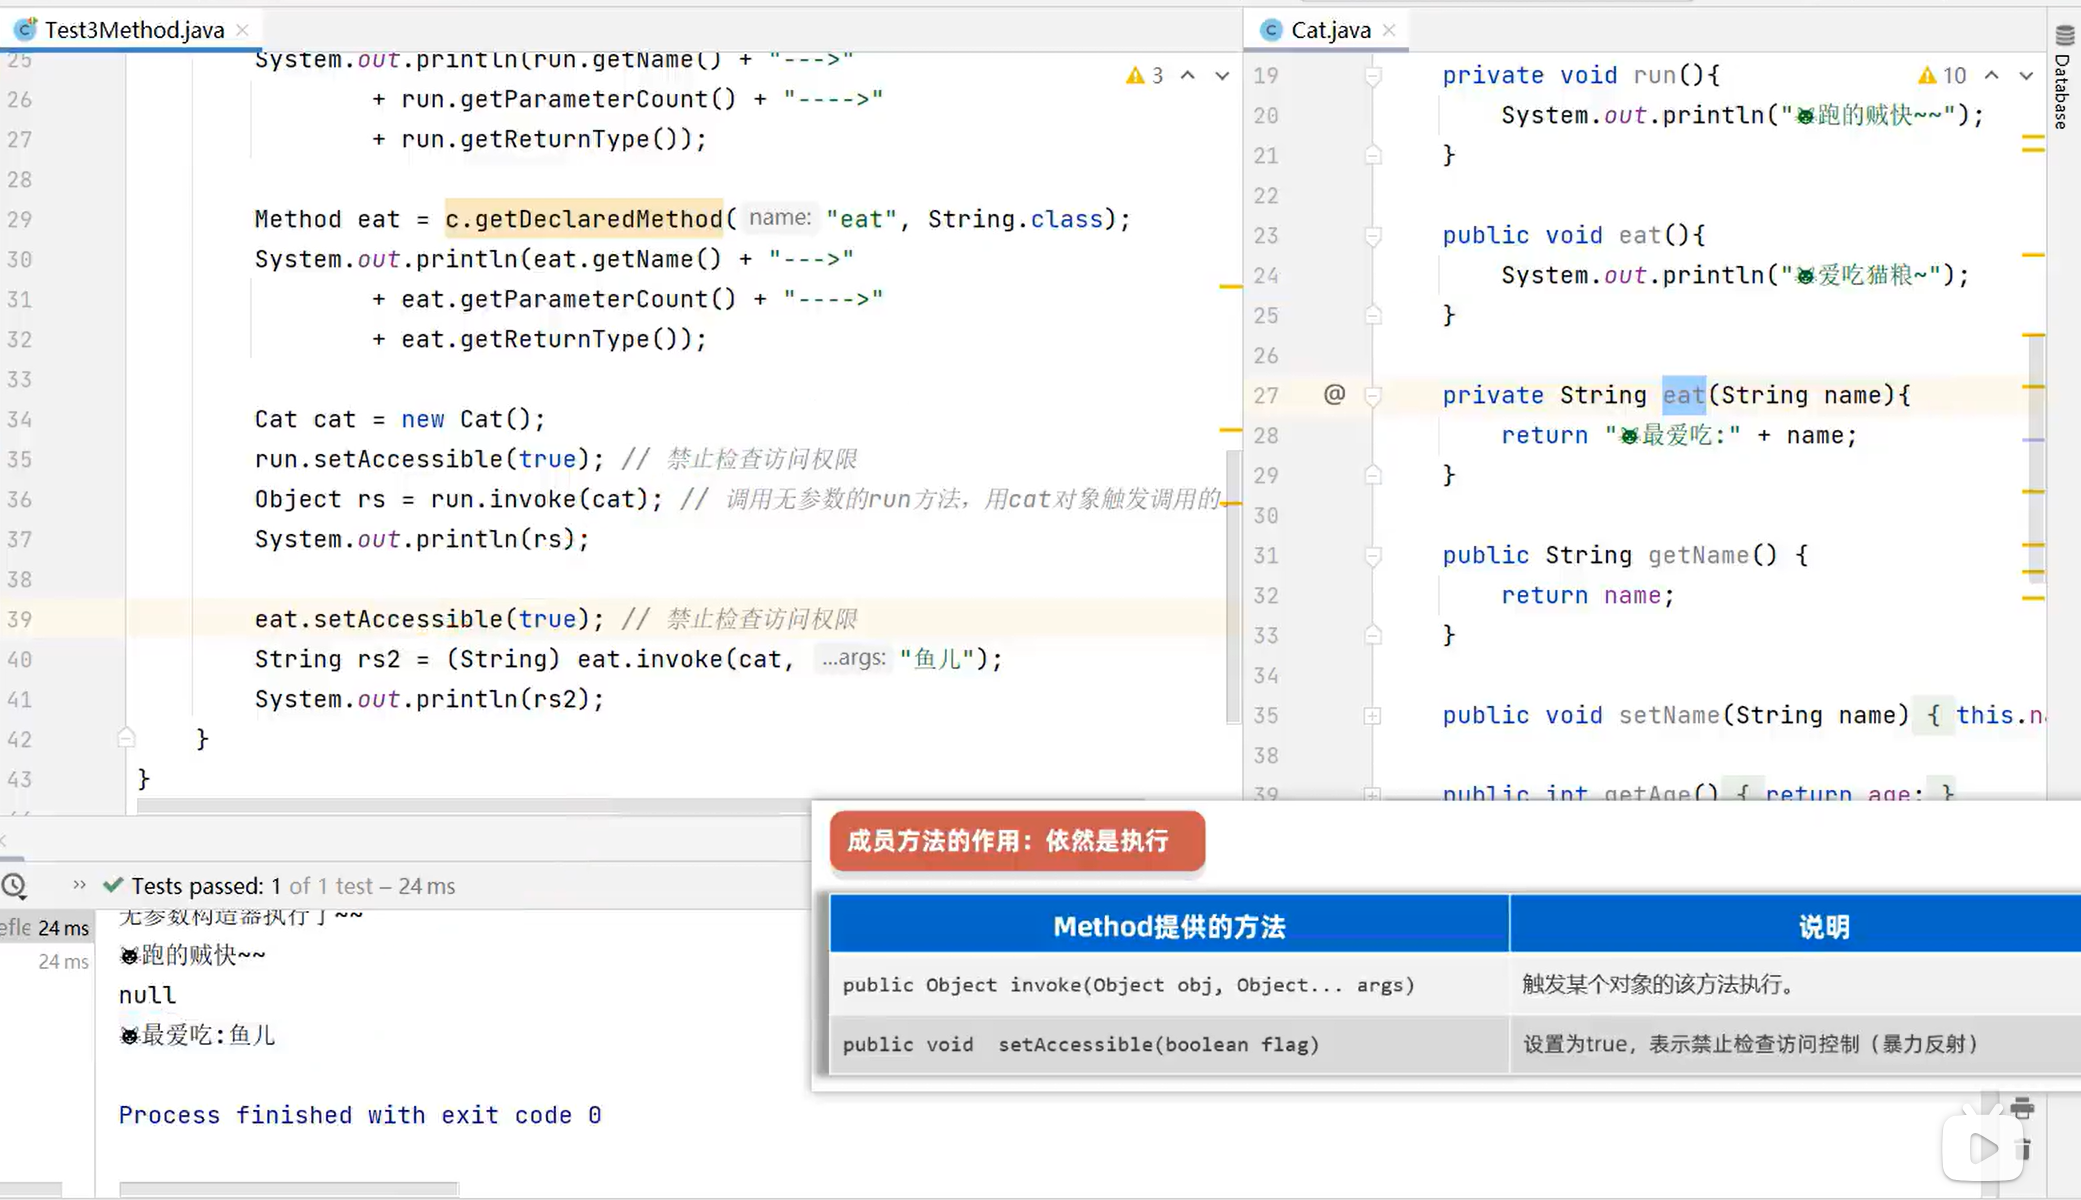 Test3Method.java
25 System.out.println(run.getName() + "--->"
26 + run.getParameterCount() + "---->"
27 + run.getReturnType());
28
29 Method eat = c.getDeclaredMethod( name: "eat", String.class);
30 System.out.println(eat.getName() + "--->"
31 + eat.getParameterCount() + "---->"
32 + eat.getReturnType());
33
34 Cat cat = new Cat();
35 run.setAccessible(true); // 禁止检查访问权限
36 Object rs = run.invoke(cat); // 调用无参数的run方法，用cat对象触发调用的
37 System.out.println(rs);
38
39 eat.setAccessible(true); // 禁止检查访问权限
40 String rs2 = (String) eat.invoke(cat, ...args: "鱼儿");
41 System.out.println(rs2);
42 }
43 }
3
Cat.java
10
19 private void run(){
20 System.out.println("🐱跑的贼快~~");
21 }
22
23 public void eat(){
24 System.out.println("🐱爱吃猫粮~");
25 }
26
27 @ private String eat(String name){
28 return "🐱最爱吃:" + name;
29 }
30
31 public String getName() {
32 return name;
33 }
34
35 public void setName(String name) { this.na
38
39 public int getAge() { return age; }
Database
Tests passed: 1 of 1 test – 24 ms
efle 24 ms
24 ms
无参数构造器执行了~~
🐱跑的贼快~~
null
🐱最爱吃:鱼儿
Process finished with exit code 0
成员方法的作用：依然是执行
Method提供的方法 说明
public Object invoke(Object obj, Object... args) 触发某个对象的该方法执行。
public void setAccessible(boolean flag) 设置为true，表示禁止检查访问控制（暴力反射）